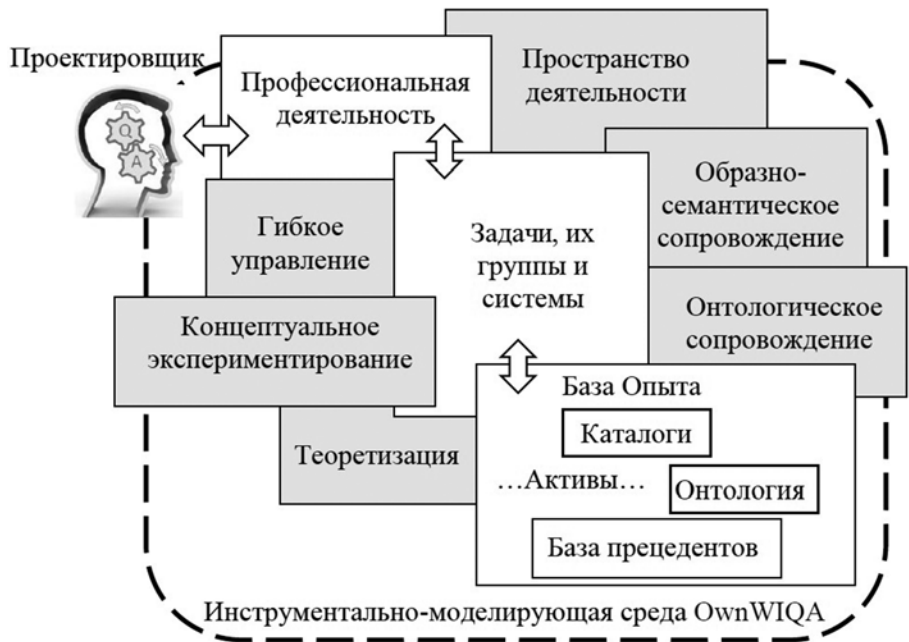 Проектировщик
Q
A
Профессиональная
деятельность
Пространство
деятельности
Образно-
семантическое
сопровождение
Гибкое
управление
Задачи, их
группы и
системы
Онтологическое
сопровождение
Концептуальное
экспериментирование
Теоретизация
База Опыта
Каталоги
…Активы…
Онтология
База прецедентов
Инструментально-моделирующая среда OwnWIQA